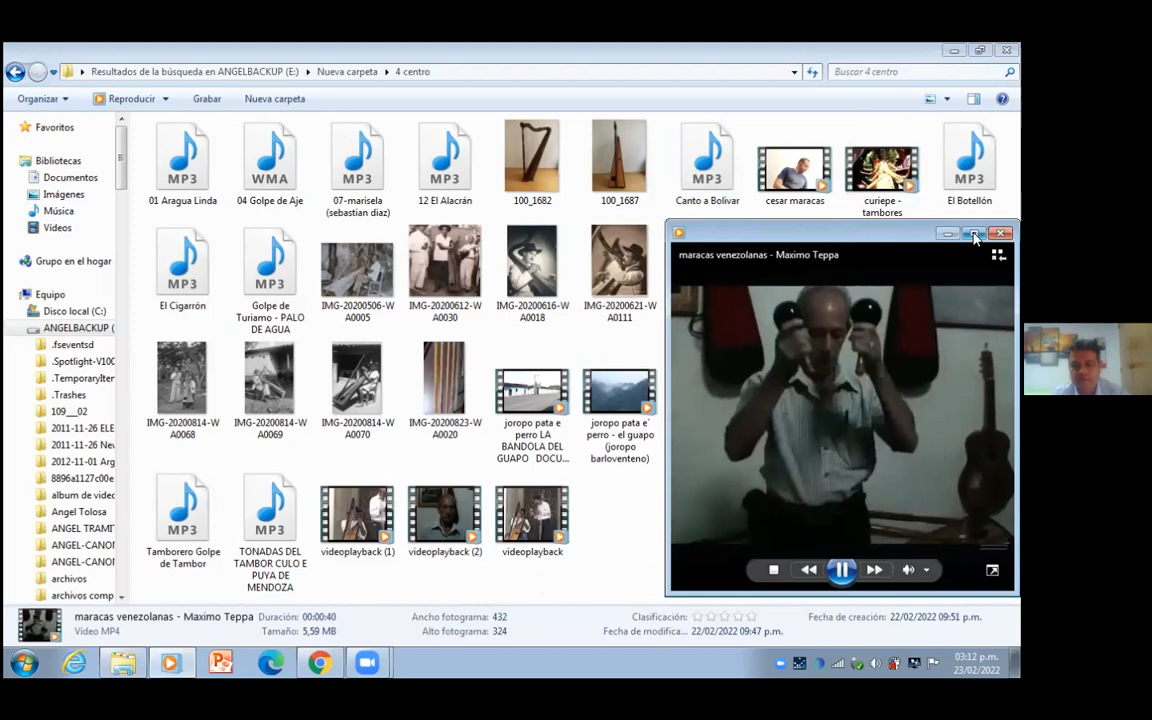 Resultados de la búsqueda en ANGELBACKUP (E:) Nueva carpeta 4 centro
Buscar 4 centro
Organizar Reproducir Grabar Nueva carpeta
Favoritos
Bibliotecas
Documentos
Imágenes
Música
Vídeos
Grupo en el hogar
Equipo
Disco local (C:)
ANGELBACKUP (
.fseventsd
.Spotlight-V100
.TemporaryIter
.Trashes
109___02
2011-11-26 ELE
2011-11-26 Nev
2012-11-01 Arg
8896a1127c00e
album de videc
Angel Tolosa
ANGEL TRAMIT
ANGEL-CANON
ANGEL-CANON
archivos
archivos comp
MP3
01 Aragua Linda
WMA
04 Golpe de Aje
MP3
07-marisela
(sebastian diaz)
MP3
12 El Alacrán
100_1682
100_1687
MP3
Canto a Bolivar
cesar maracas
curiepe -
tambores
MP3
El Botellón
MP3
El Cigarrón
MP3
Golpe de
Turiamo - PALO
DE AGUA
IMG-20200506-W
A0005
IMG-20200612-W
A0030
IMG-20200616-W
A0018
IMG-20200621-W
A0111
IMG-20200814-W
A0068
IMG-20200814-W
A0069
IMG-20200814-W
A0070
IMG-20200823-W
A0020
joropo pata e
perro LA
BANDOLA DEL
GUAPO DOCU...
joropo pata e`
perro - el guapo
(joropo
barloventeno)
MP3
Tamborero Golpe
de Tambor
MP3
TONADAS DEL
TAMBOR CULO E
PUYA DE
MENDOZA
videoplayback (1)
videoplayback (2)
videoplayback
maracas venezolanas - Maximo Teppa
maracas venezolanas - Maximo Teppa Duración: 00:00:40 Ancho fotograma: 432 Clasificación: Fecha de creación: 22/02/2022 09:51 p.m.
Vídeo MP4 Tamaño: 5,59 MB Alto fotograma: 324 Fecha de modifica... 22/02/2022 09:47 p.m.
03:12 p.m.
23/02/2022